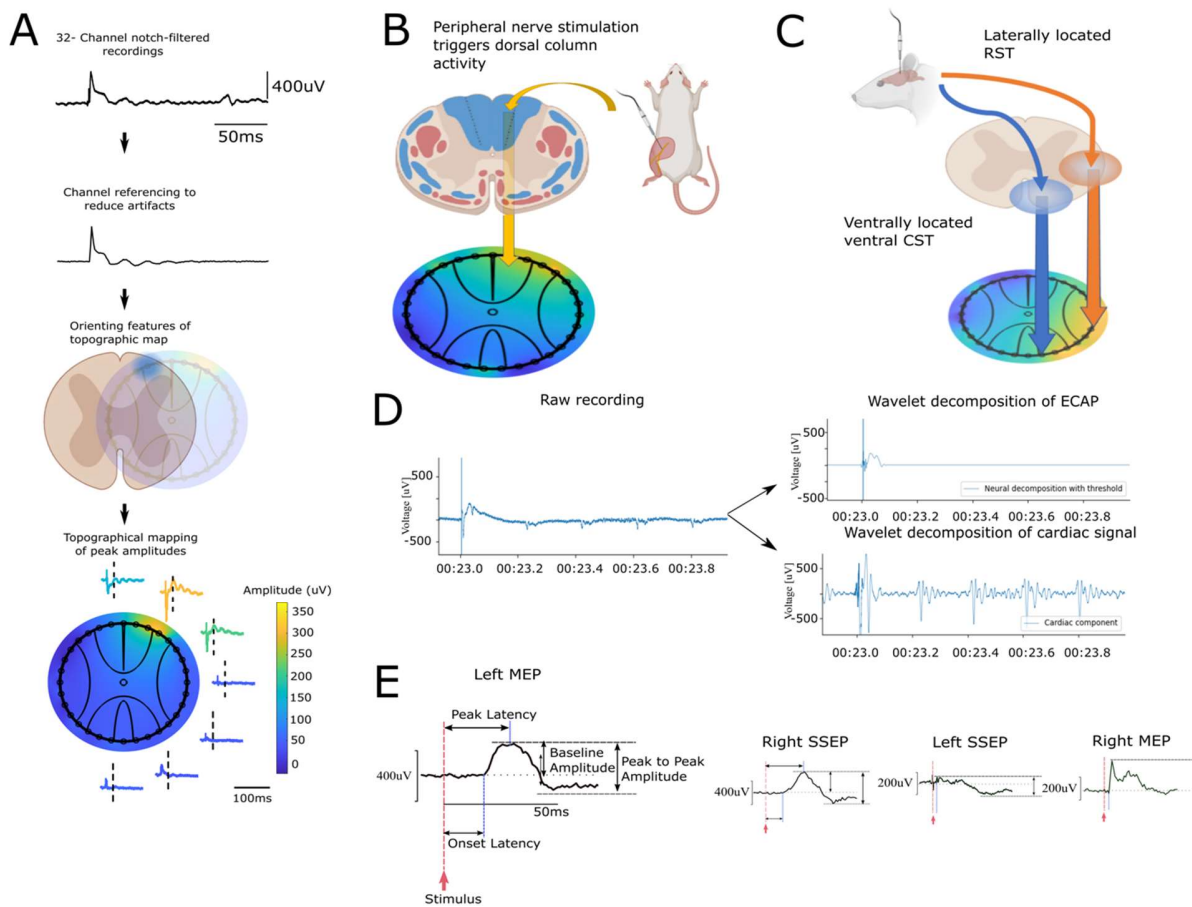 A
32- Channel notch-filtered
recordings
400uV
50ms
Channel referencing to
reduce artifacts
Orienting features of
topographic map
Topographical mapping
of peak amplitudes
Amplitude (uV)
350
300
250
200
150
100
50
0
100ms
B
Peripheral nerve stimulation
triggers dorsal column
activity
C
Laterally located
RST
Ventrally located
ventral CST
D
Raw recording
Voltage [uV]
500
-500
00:23.0
00:23.2
00:23.4
00:23.6
00:23.8
Wavelet decomposition of ECAP
Voltage [uV]
500
-500
Neural decomposition with threshold
00:23.0
00:23.2
00:23.4
00:23.6
00:23.8
Wavelet decomposition of cardiac signal
Voltage [uV]
500
-500
Cardiac component
00:23.0
00:23.2
00:23.4
00:23.6
00:23.8
E
Left MEP
Peak Latency
400uV
Baseline
Amplitude
Peak to Peak
Amplitude
50ms
Onset Latency
Stimulus
Right SSEP
400uV
Left SSEP
200uV
Right MEP
200uV